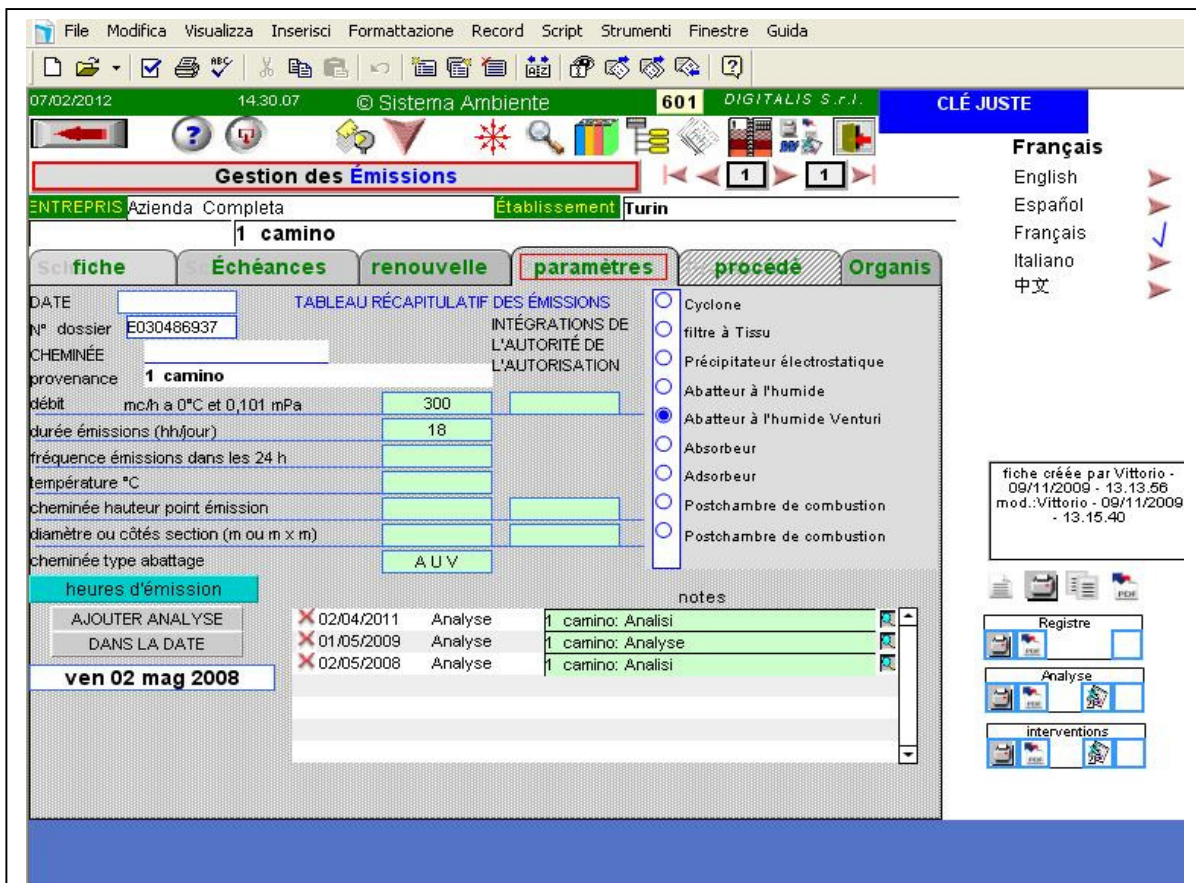 File Modifica Visualizza Inserisci Formattazione Record Script Strumenti Finestre Guida
07/02/2012 14.30.07 © Sistema Ambiente 601 DIGITALIS S.r.l. CLÉ JUSTE
Gestion des Émissions 1 1
Français
English
Español
Français
Italiano
中文
ENTREPRIS Azienda Completa Établissement Turin
1 camino
fiche Échéances renouvelle paramètres procédé Organis
DATE TABLEAU RÉCAPITULATIF DES ÉMISSIONS
N° dossier E030486937 INTÉGRATIONS DE
L'AUTORITÉ DE
L'AUTORISATION
CHEMINÉE
provenance 1 camino
débit mc/h a 0°C et 0,101 mPa 300
durée émissions (hh/jour) 18
fréquence émissions dans les 24 h
température °C
cheminée hauteur point émission
diamètre ou côtés section (m ou m x m)
cheminée type abattage A U V
Cyclone
filtre à Tissu
Précipitateur électrostatique
Abatteur à l'humide
Abatteur à l'humide Venturi
Absorbeur
Adsorbeur
Postchambre de combustion
Postchambre de combustion
fiche créée par Vittorio -
09/11/2009 - 13.13.56
mod.:Vittorio - 09/11/2009
- 13.15.40
heures d'émission
AJOUTER ANALYSE
DANS LA DATE
ven 02 mag 2008
notes
02/04/2011 Analyse 1 camino: Analisi
01/05/2009 Analyse 1 camino: Analyse
02/05/2008 Analyse 1 camino: Analisi
PDF
Registre
PDF
Analyse
PDF
interventions
PDF